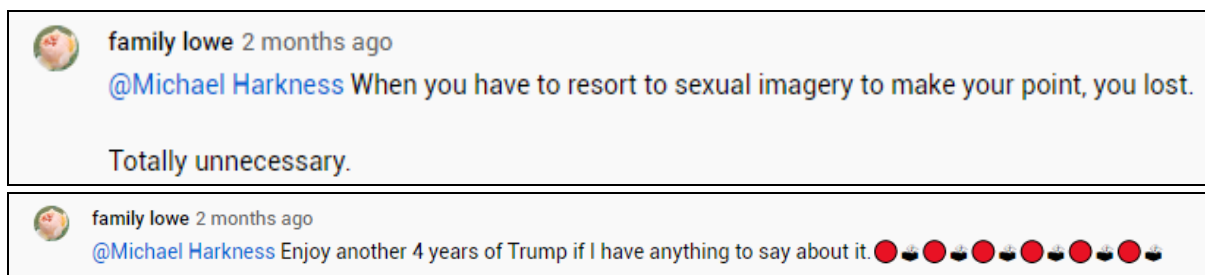 family lowe 2 months ago
@Michael Harkness When you have to resort to sexual imagery to make your point, you lost.
Totally unnecessary.
family lowe 2 months ago
@Michael Harkness Enjoy another 4 years of Trump if I have anything to say about it.